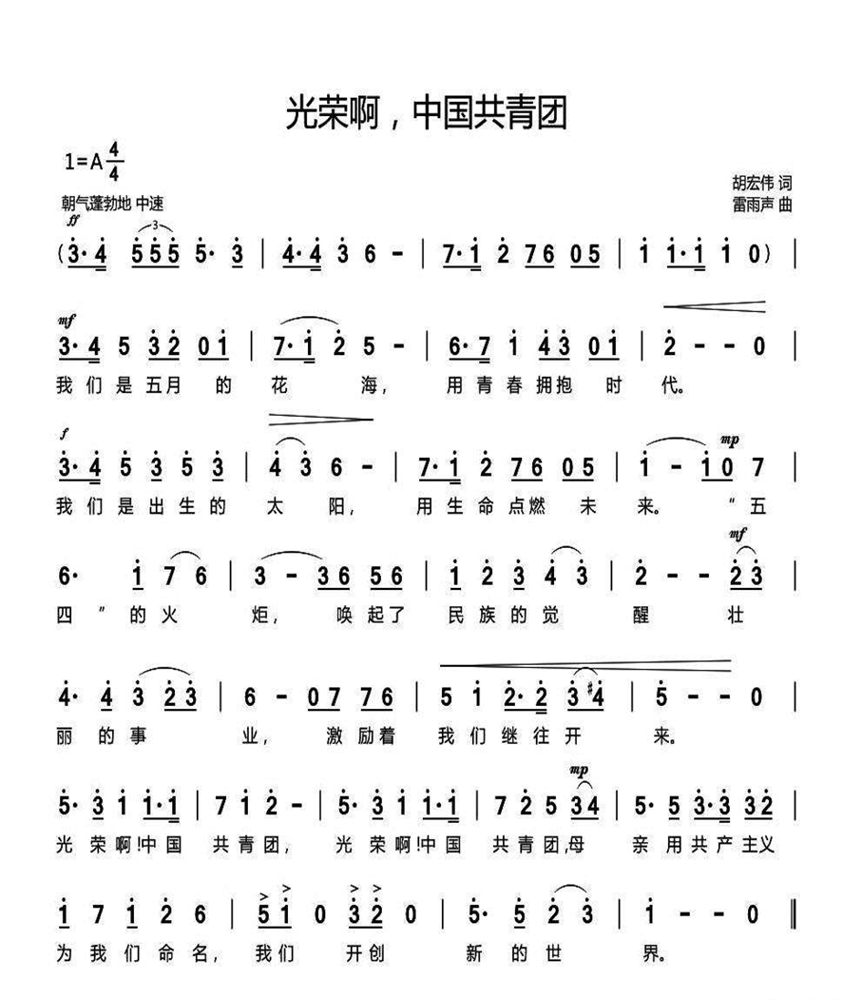 光荣啊，中国共青团
1=A 4/4
胡宏伟 词
朝气蓬勃地 中速
雷雨声 曲
ff
3
(3· 4 555 5· 3 | 4·4 3 6 - | 7·1 2 76 05 | 1 1·1 1 0) |
mf
3·4 5 32 01 | 7·1 2 5 - | 6·7 1 43 01 | 2 - - 0 |
我们是五月 的 花 海, 用青春拥抱 时 代。
f
3·4 5 3 5 3 | 4 3 6 - | 7·1 2 76 05 | 1 - 10 7 |
mp
我们是出生的 太 阳, 用生命点燃 未 来。 “五
mf
6· 1 7 6 | 3 - 36 56 | 1 2 3 4 3 | 2 - - 23 |
四 ”的火 炬, 唤起了 民族的觉 醒 壮
4· 4 3 23 | 6 - 07 76 | 5 1 2·2 3#4 | 5 - - 0 |
丽 的事 业, 激励着 我们继往开 来。
mp
5· 3 1 1·1 | 7 1 2 - | 5· 3 1 1·1 | 7 2 5 34 | 5· 5 3·3 32 |
光荣啊!中国 共青团, 光荣啊!中国 共青团,母 亲用共产主义
> > > >
1 7 1 2 6 | 51 0 32 0 | 5· 5 2 3 | 1 - - 0 ‖
为我们命名, 我们 开创 新 的世 界。